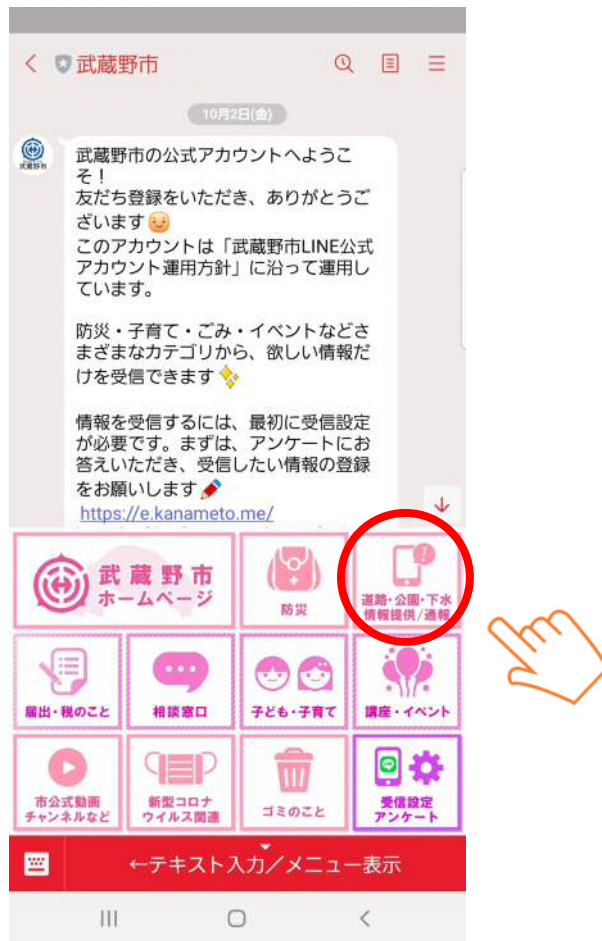 武蔵野市
10月2日(金)
武蔵野市
武蔵野市の公式アカウントへようこ
そ！
友だち登録をいただき、ありがとうご
ざいます
このアカウントは「武蔵野市LINE公式
アカウント運用方針」に沿って運用し
ています。
防災・子育て・ごみ・イベントなどさ
まざまなカテゴリから、欲しい情報だ
けを受信できます
情報を受信するには、最初に受信設定
が必要です。まずは、アンケートにお
答えいただき、受信したい情報の登録
をお願いします
https://e.kanameto.me/
武蔵野市
ホームページ
防災
道路・公園・下水
情報提供/通報
届出・税のこと
相談窓口
子ども・子育て
講座・イベント
市公式動画
チャンネルなど
新型コロナ
ウイルス関連
ゴミのこと
受信設定
アンケート
←テキスト入力／メニュー表示